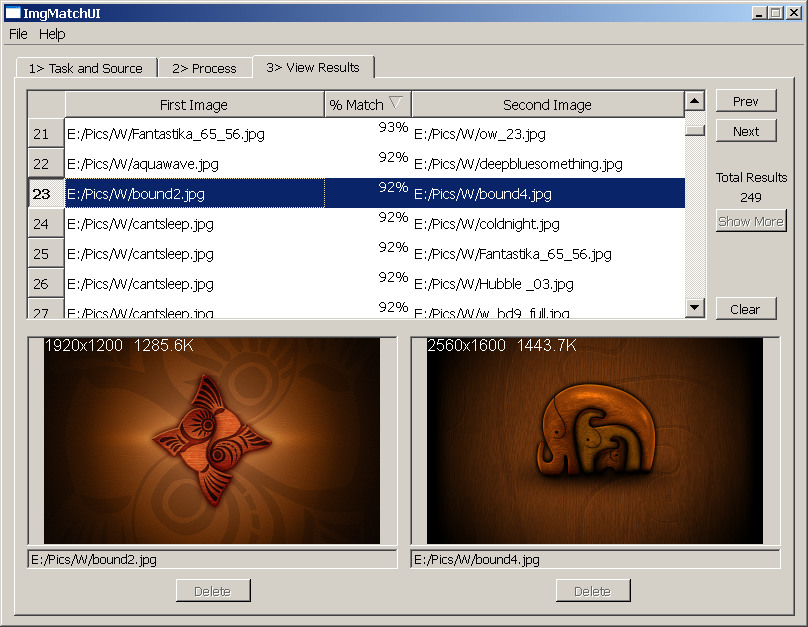 ImgMatchUI
File Help
1> Task and Source 2> Process 3> View Results
First Image % Match Second Image
21 E:/Pics/W/Fantastika_65_56.jpg 93% E:/Pics/W/ow_23.jpg
22 E:/Pics/W/aquawave.jpg 92% E:/Pics/W/deepbluesomething.jpg
23 E:/Pics/W/bound2.jpg 92% E:/Pics/W/bound4.jpg
24 E:/Pics/W/cantsleep.jpg 92% E:/Pics/W/coldnight.jpg
25 E:/Pics/W/cantsleep.jpg 92% E:/Pics/W/Fantastika_65_56.jpg
26 E:/Pics/W/cantsleep.jpg 92% E:/Pics/W/Hubble _03.jpg
27 E:/Pics/W/cantsleep.jpg 92% E:/Pics/W/w_bd9_full.jpg
Prev
Next
Total Results
249
Show More
Clear
1920x1200 1285.6K
2560x1600 1443.7K
E:/Pics/W/bound2.jpg
E:/Pics/W/bound4.jpg
Delete
Delete